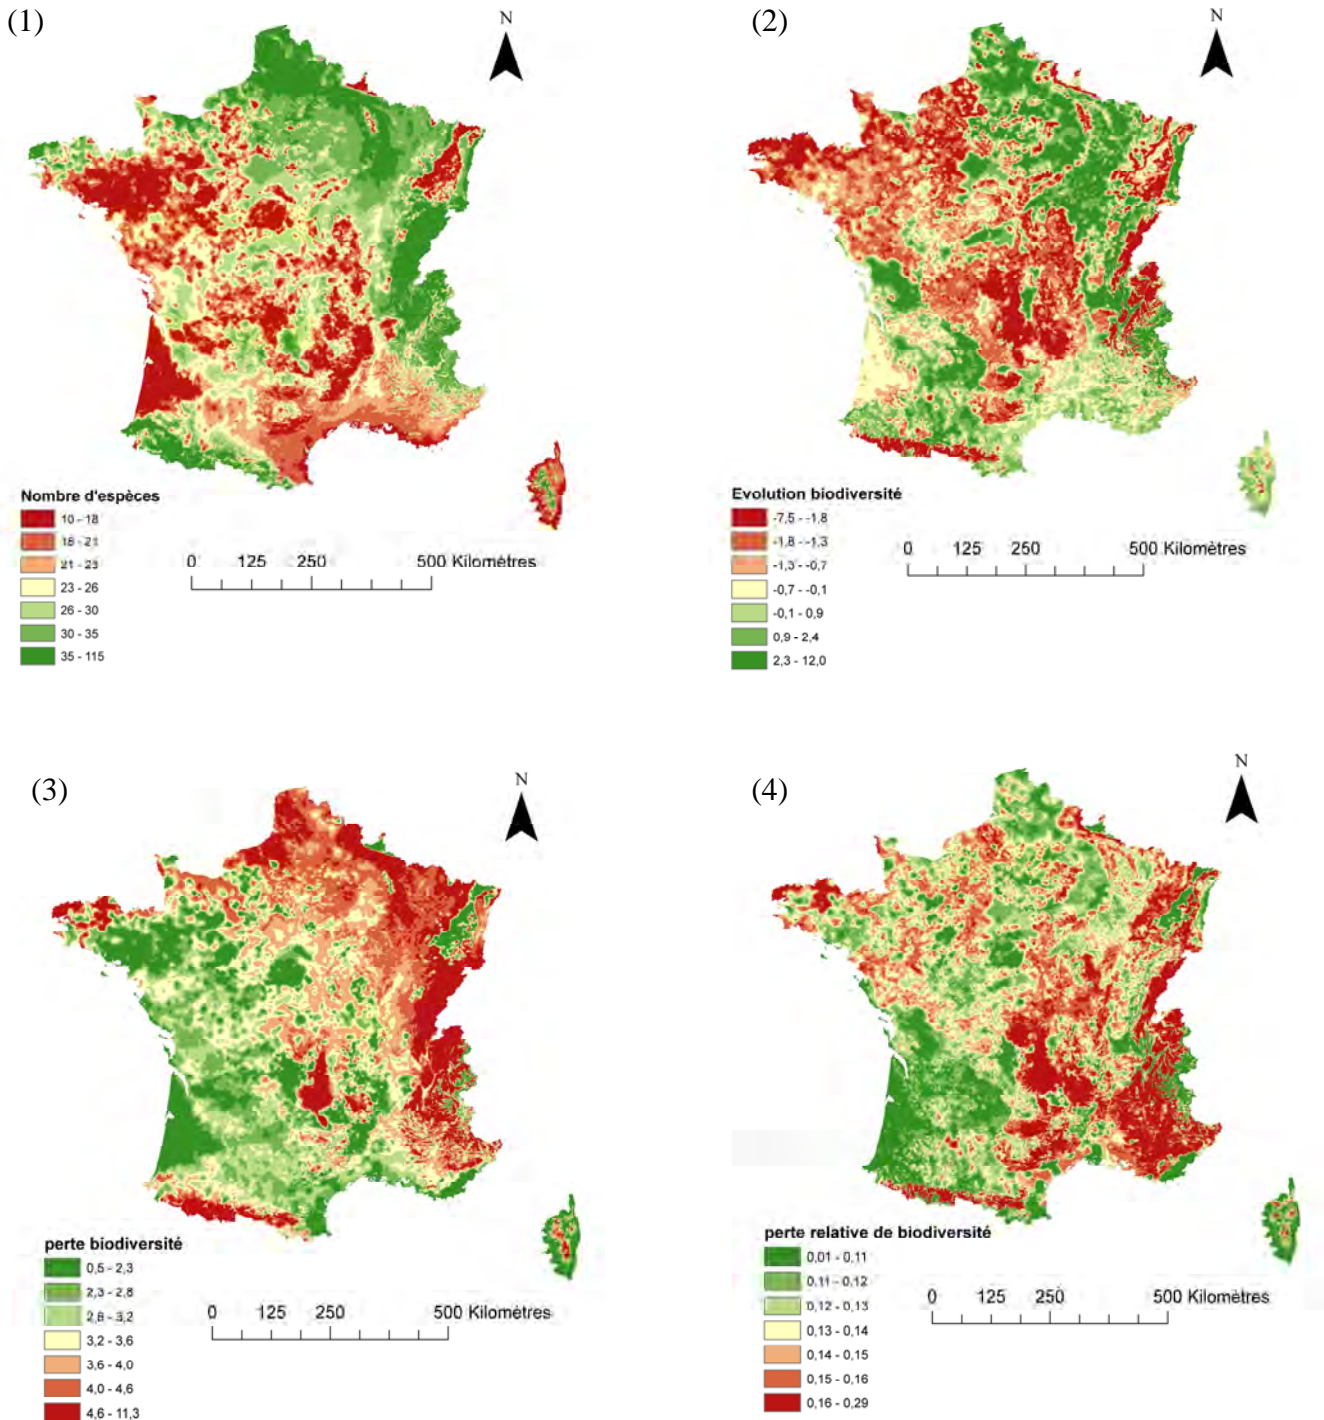 (1)
N
Nombre d'espèces
10 - 18
18 - 21
21 - 23
23 - 26
26 - 30
30 - 35
35 - 115
0 125 250 500 Kilomètres
(2)
N
Evolution biodiversité
-7,5 - -1,8
-1,8 - -1,3
-1,3 - -0,7
-0,7 - -0,1
-0,1 - 0,9
0,9 - 2,4
2,3 - 12,0
0 125 250 500 Kilomètres
(3)
N
perte biodiversité
0,5 - 2,3
2,3 - 2,8
2,8 - 3,2
3,2 - 3,6
3,6 - 4,0
4,0 - 4,6
4,6 - 11,3
0 125 250 500 Kilomètres
(4)
N
perte relative de biodiversité
0,01 - 0,11
0,11 - 0,12
0,12 - 0,13
0,13 - 0,14
0,14 - 0,15
0,15 - 0,16
0,16 - 0,29
0 125 250 500 Kilomètres